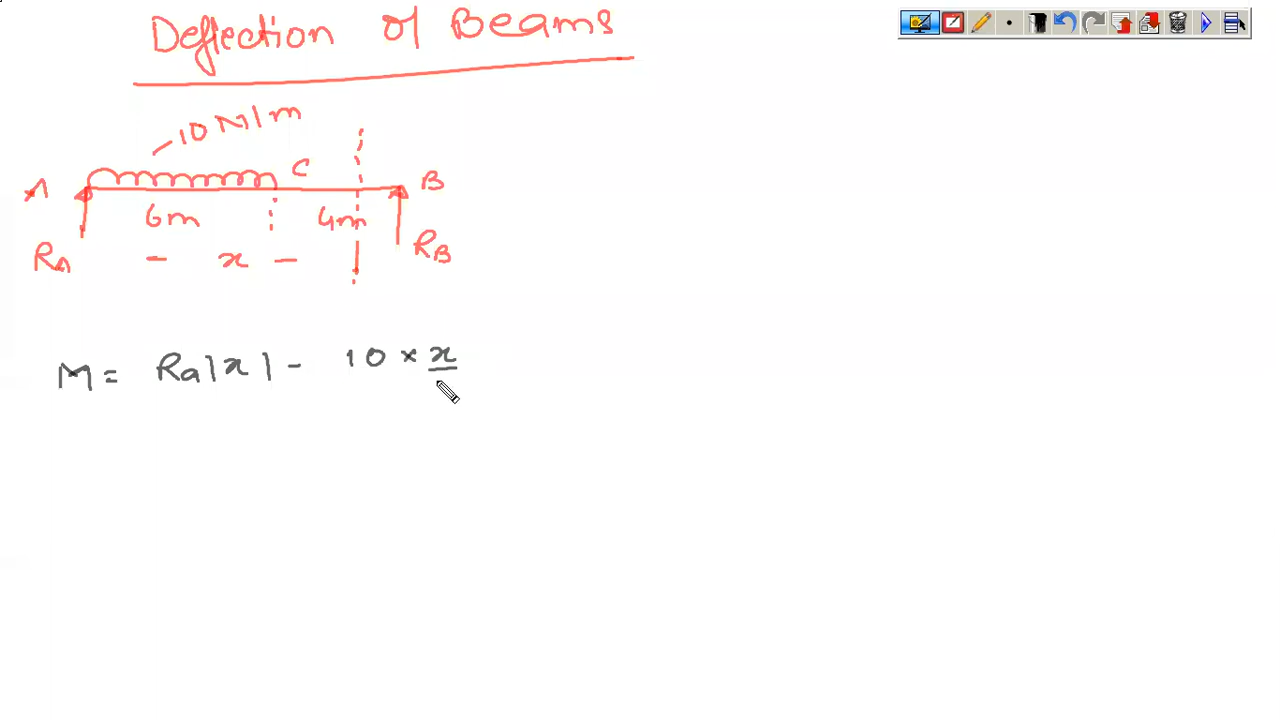 Deflection of Beams
10 N/m
A C B
6m 4m
RA - x - RB
M = Ra(x) - 10 × x